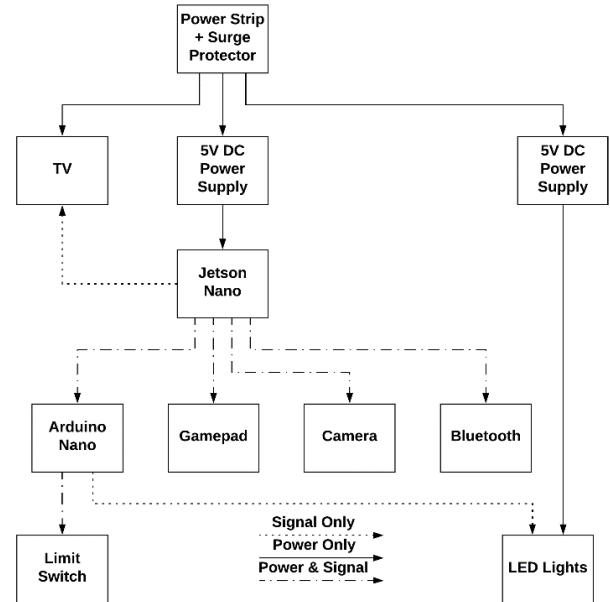 Power Strip
+ Surge
Protector
TV
5V DC
Power
Supply
5V DC
Power
Supply
Jetson
Nano
Arduino
Nano
Gamepad
Camera
Bluetooth
Signal Only
Power Only
Power & Signal
Limit
Switch
LED Lights